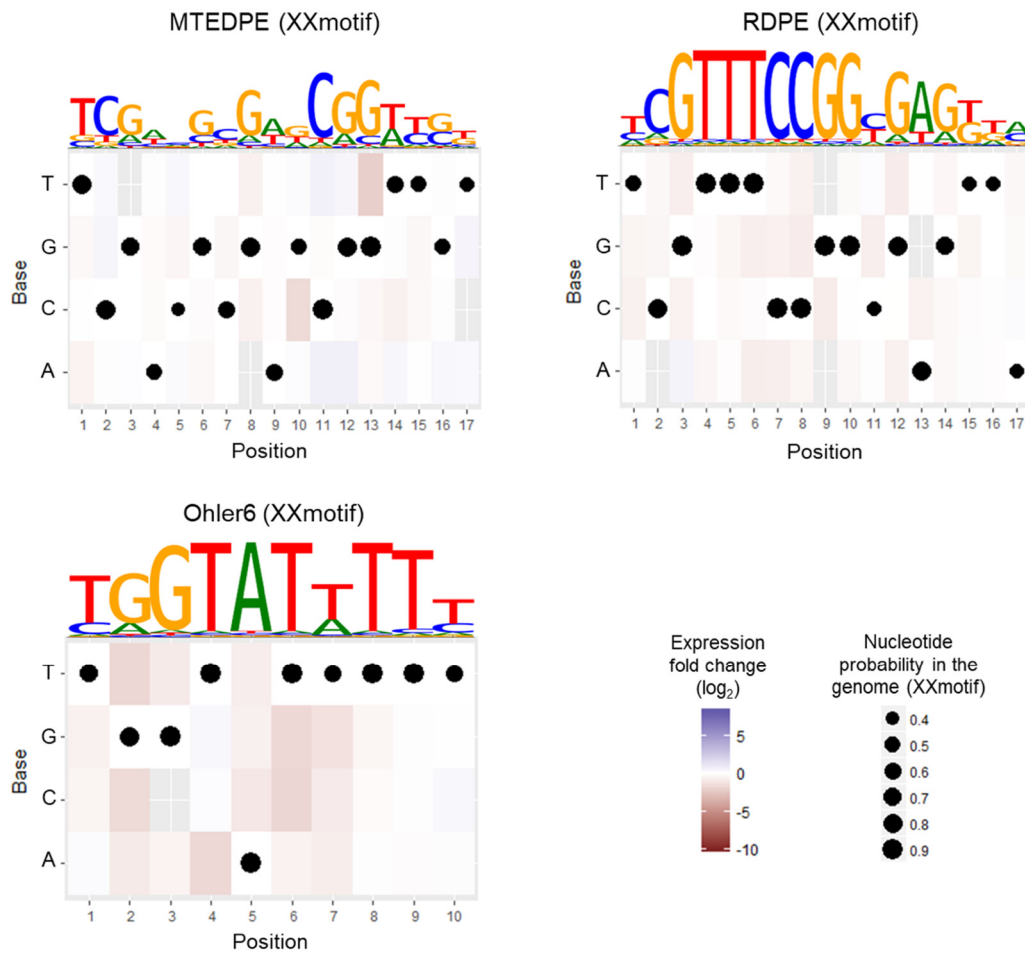 MTEDPE (XXmotif)
T
G
C
A
Base
1 2 3 4 5 6 7 8 9 10 11 12 13 14 15 16 17
Position
RDPE (XXmotif)
T
G
C
A
Base
1 2 3 4 5 6 7 8 9 10 11 12 13 14 15 16 17
Position
Ohler6 (XXmotif)
TGGTATTTTT
T
G
C
A
Base
1 2 3 4 5 6 7 8 9 10
Position
Expression
fold change
(log2)
5
0
-5
-10
Nucleotide
probability in the
genome (XXmotif)
0.4
0.5
0.6
0.7
0.8
0.9